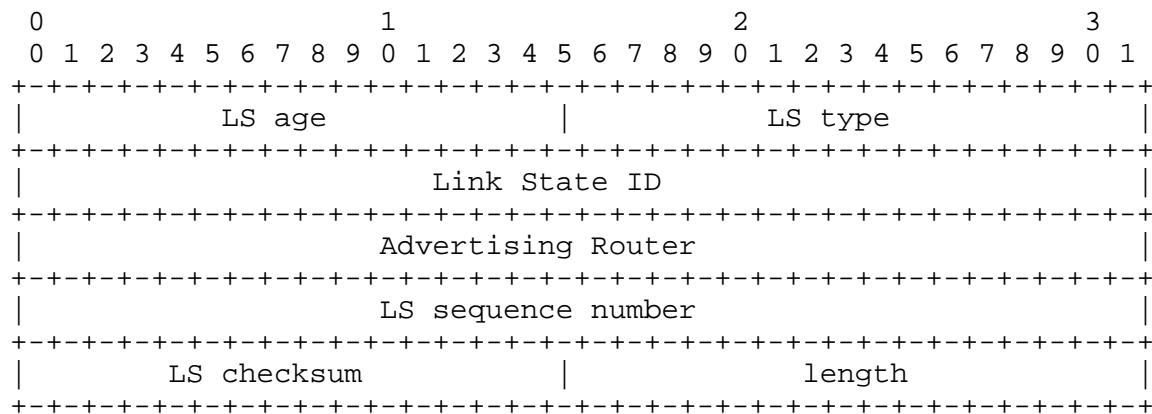 0                   1                   2                   3
 0 1 2 3 4 5 6 7 8 9 0 1 2 3 4 5 6 7 8 9 0 1 2 3 4 5 6 7 8 9 0 1
+-+-+-+-+-+-+-+-+-+-+-+-+-+-+-+-+-+-+-+-+-+-+-+-+-+-+-+-+-+-+-+-+
|           LS age             |           LS type              |
+-+-+-+-+-+-+-+-+-+-+-+-+-+-+-+-+-+-+-+-+-+-+-+-+-+-+-+-+-+-+-+-+
|                       Link State ID                           |
+-+-+-+-+-+-+-+-+-+-+-+-+-+-+-+-+-+-+-+-+-+-+-+-+-+-+-+-+-+-+-+-+
|                    Advertising Router                         |
+-+-+-+-+-+-+-+-+-+-+-+-+-+-+-+-+-+-+-+-+-+-+-+-+-+-+-+-+-+-+-+-+
|                    LS sequence number                         |
+-+-+-+-+-+-+-+-+-+-+-+-+-+-+-+-+-+-+-+-+-+-+-+-+-+-+-+-+-+-+-+-+
|        LS checksum           |             length             |
+-+-+-+-+-+-+-+-+-+-+-+-+-+-+-+-+-+-+-+-+-+-+-+-+-+-+-+-+-+-+-+-+